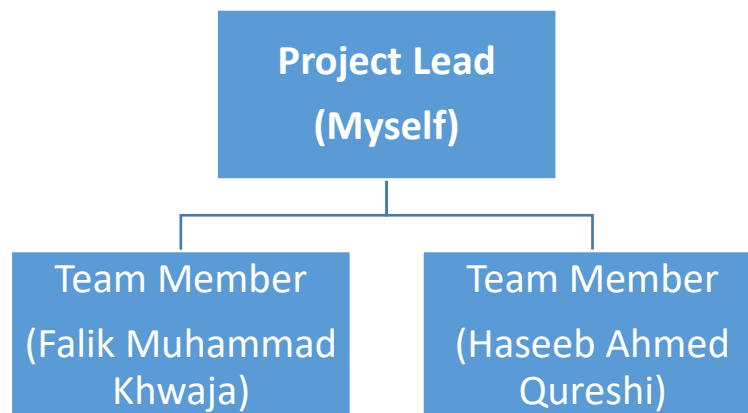 Project Lead
(Myself)
Team Member
(Falik Muhammad
Khwaja)
Team Member
(Haseeb Ahmed
Qureshi)